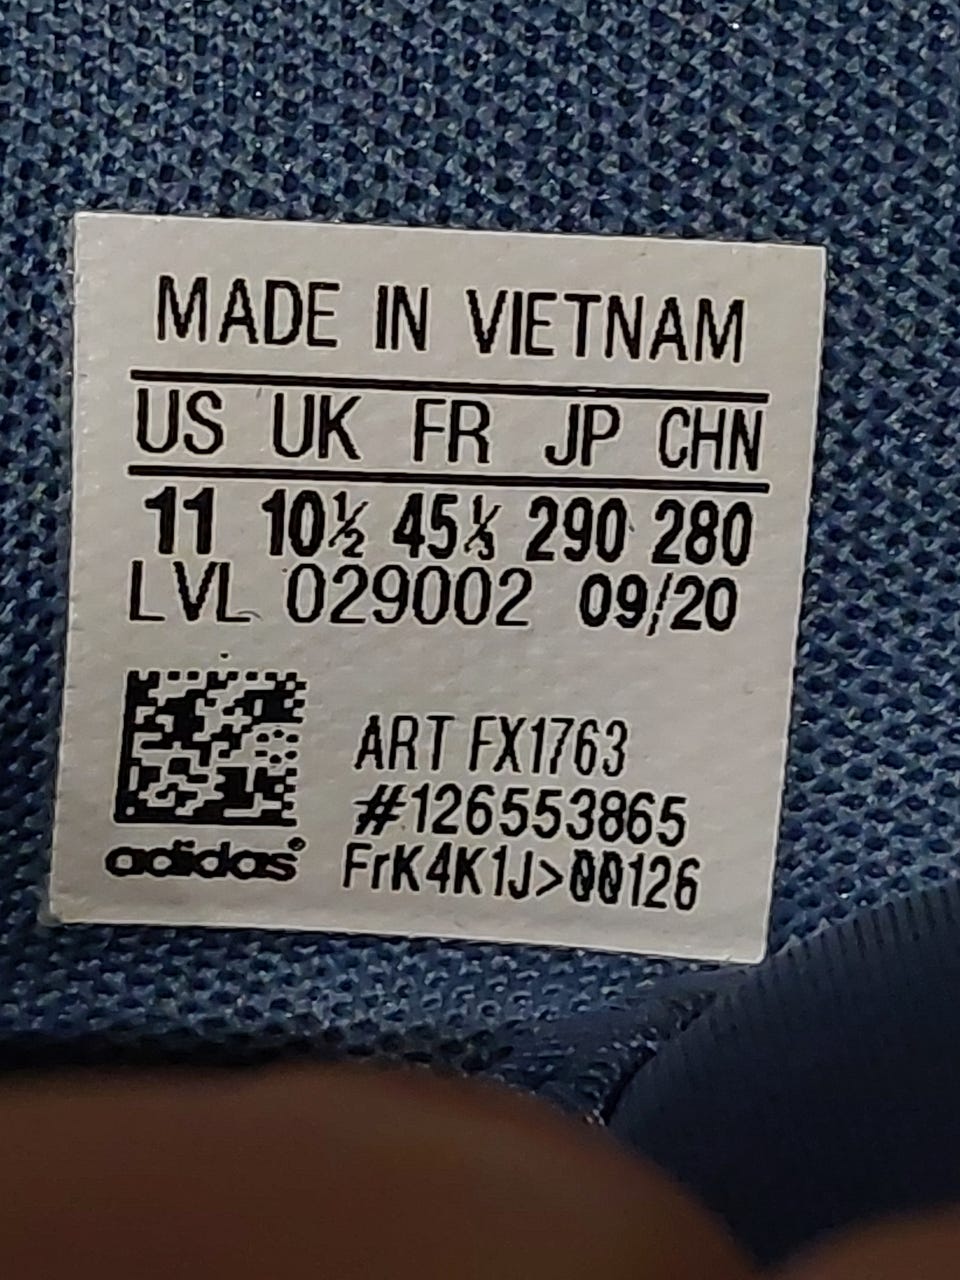 MADE IN VIETNAM
US UK FR JP CHN
11 10½ 45⅓ 290 280
LVL 029002 09/20
ART FX1763
#126553865
adidas®
FrK4K1J>00126